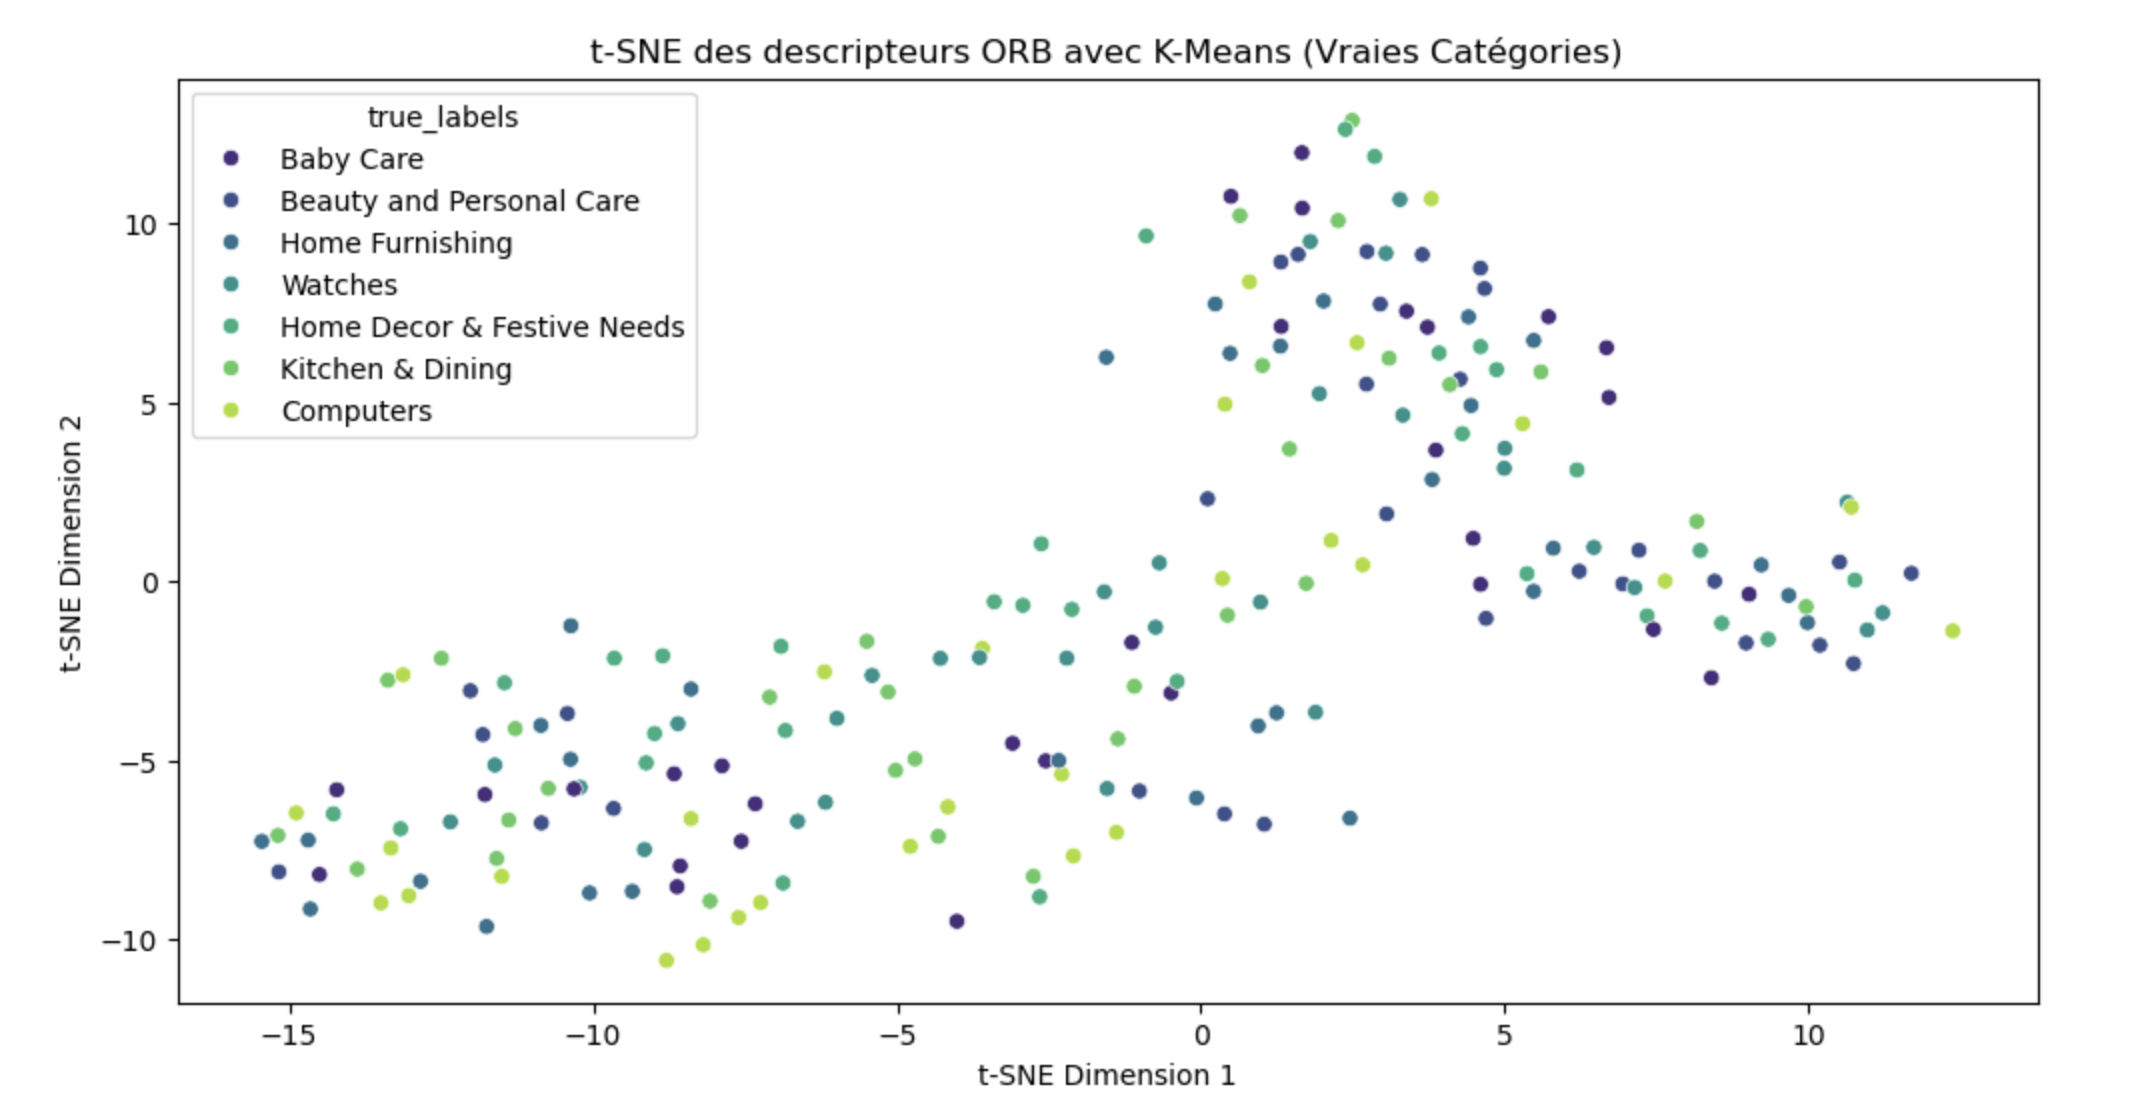 t-SNE des descripteurs ORB avec K-Means (Vraies Catégories)
true_labels
Baby Care
Beauty and Personal Care
Home Furnishing
Watches
Home Decor & Festive Needs
Kitchen & Dining
Computers
t-SNE Dimension 2
10
5
0
−5
−10
−15
−10
−5
0
5
10
t-SNE Dimension 1